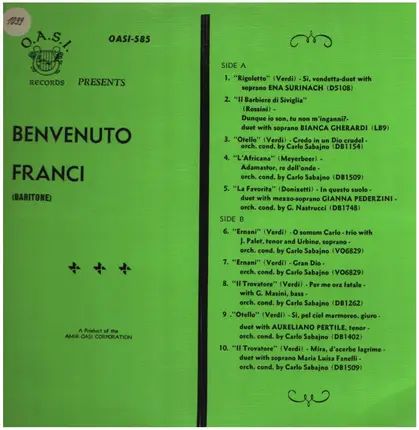 1099
O.A.S.I.
RECORDS PRESENTS
OASI-585
BENVENUTO
FRANCI
(BARITONE)
A Product of the
AMHR-OASI CORPORATION
SIDE A
1. "Rigoletto" (Verdi) - Si, vendetta-duet with
soprano ENA SURINACH (D5108)
2. "Il Barbiere di Siviglia"
(Rossini) -
Dunque io son, tu non m'inganni?-
duet with soprano BIANCA GHERARDI (LB9)
3. "Otello" (Verdi) - Credo in un Dio crudel -
orch. cond. by Carlo Sabajno (DB1154)
4. "L'Africana" (Meyerbeer) -
Adamastor, re dell'onde -
orch. cond. by Carlo Sabajno (DB1509)
5. "La Favorita" (Donizetti) - In questo suolo -
duet with mezzo-soprano GIANNA PEDERZINI -
orch. cond. by G. Nastrucci (DB1748)
SIDE B
6. "Ernani" (Verdi) - O somom Carlo - trio with
J. Palet, tenor and Urbino, soprano -
orch. cond. by Carlo Sabajno (VO6829)
7. "Ernani" (Verdi) - Gran Dio -
orch. cond. by Carlo Sabajno (VO6829)
8. "Il Trovatore" (Verdi) - Per me ora fatale -
with G. Masini, bass -
orch. cond. by Carlo Sabajno (DB1262)
9 ."Otello" (Verdi) - Si, pel ciel marmoreo, giuro -
duet with AURELIANO PERTILE, tenor -
orch. cond. by Carlo Sabajno (DB1402)
10. "Il Trovatore" (Verdi) - Mira, d'acerbe lagrime -
duet with soprano Maria Luisa Fanelli -
orch. cond. by Carlo Sabajno (DB1509)